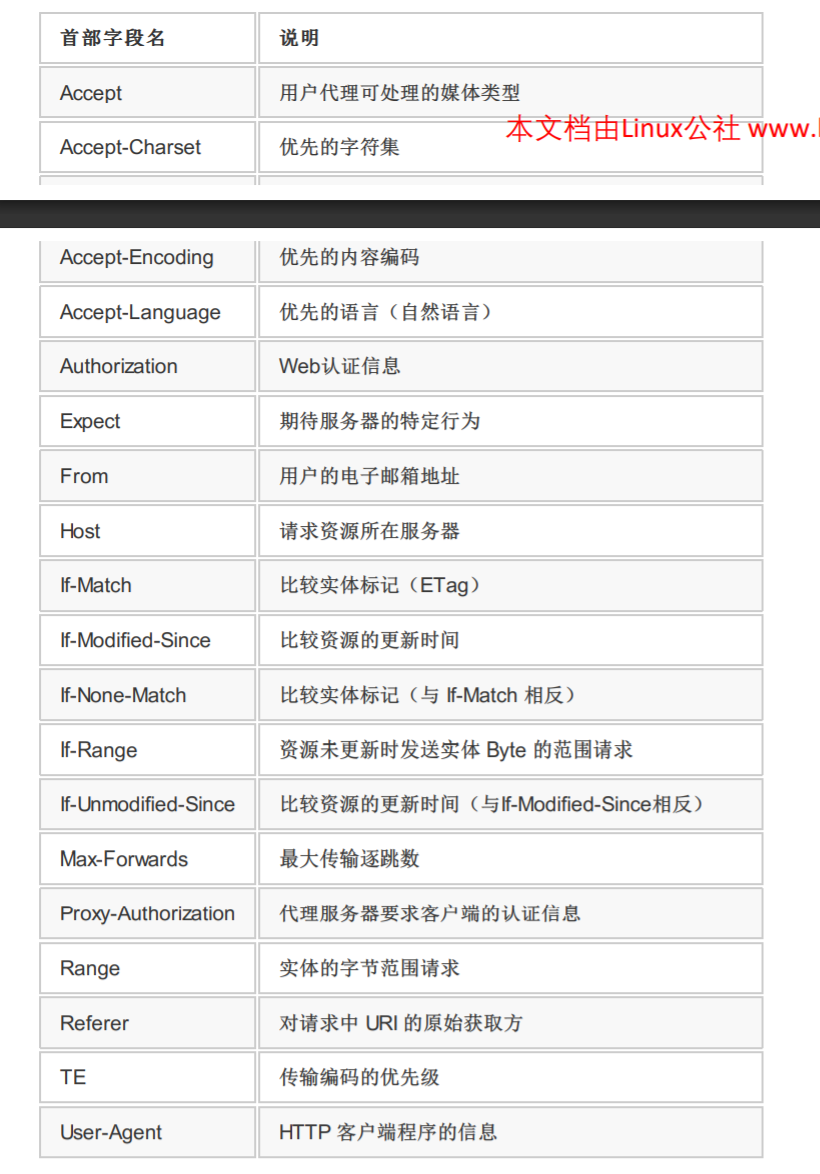 首部字段名 说明
Accept 用户代理可处理的媒体类型
本文档由Linux公社 www.
Accept-Charset 优先的字符集
Accept-Encoding 优先的内容编码
Accept-Language 优先的语言（自然语言）
Authorization Web认证信息
Expect 期待服务器的特定行为
From 用户的电子邮箱地址
Host 请求资源所在服务器
If-Match 比较实体标记（ETag）
If-Modified-Since 比较资源的更新时间
If-None-Match 比较实体标记（与 If-Match 相反）
If-Range 资源未更新时发送实体 Byte 的范围请求
If-Unmodified-Since 比较资源的更新时间（与If-Modified-Since相反）
Max-Forwards 最大传输逐跳数
Proxy-Authorization 代理服务器要求客户端的认证信息
Range 实体的字节范围请求
Referer 对请求中 URI 的原始获取方
TE 传输编码的优先级
User-Agent HTTP 客户端程序的信息